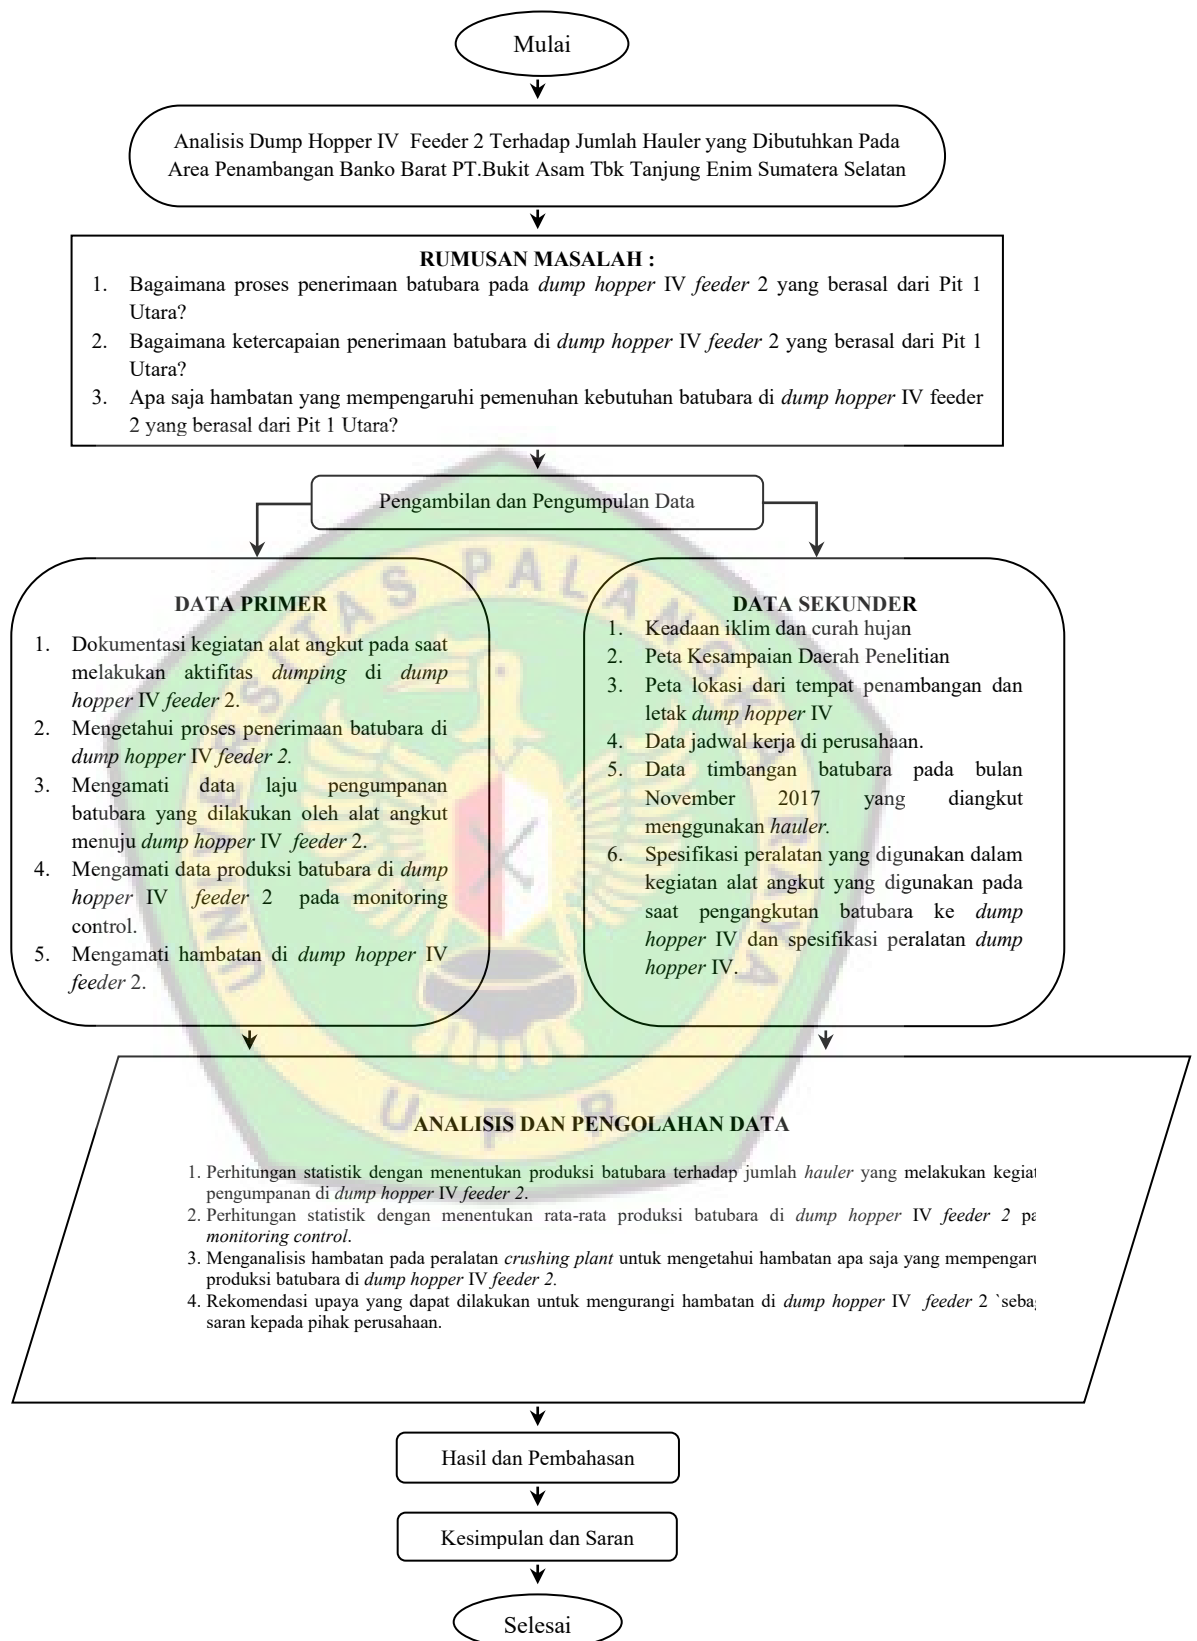 Mulai
Analisis Dump Hopper IV Feeder 2 Terhadap Jumlah Hauler yang Dibutuhkan Pada
Area Penambangan Banko Barat PT.Bukit Asam Tbk Tanjung Enim Sumatera Selatan
RUMUSAN MASALAH :
1. Bagaimana proses penerimaan batubara pada dump hopper IV feeder 2 yang berasal dari Pit 1
Utara?
2. Bagaimana ketercapaian penerimaan batubara di dump hopper IV feeder 2 yang berasal dari Pit 1
Utara?
3. Apa saja hambatan yang mempengaruhi pemenuhan kebutuhan batubara di dump hopper IV feeder
2 yang berasal dari Pit 1 Utara?
Pengambilan dan Pengumpulan Data
DATA PRIMER
1. Dokumentasi kegiatan alat angkut pada saat
melakukan aktifitas dumping di dump
hopper IV feeder 2.
2. Mengetahui proses penerimaan batubara di
dump hopper IV feeder 2.
3. Mengamati data laju pengumpanan
batubara yang dilakukan oleh alat angkut
menuju dump hopper IV feeder 2.
4. Mengamati data produksi batubara di dump
hopper IV feeder 2 pada monitoring
control.
5. Mengamati hambatan di dump hopper IV
feeder 2.
DATA SEKUNDER
1. Keadaan iklim dan curah hujan
2. Peta Kesampaian Daerah Penelitian
3. Peta lokasi dari tempat penambangan dan
letak dump hopper IV
4. Data jadwal kerja di perusahaan.
5. Data timbangan batubara pada bulan
November 2017 yang diangkut
menggunakan hauler.
6. Spesifikasi peralatan yang digunakan dalam
kegiatan alat angkut yang digunakan pada
saat pengangkutan batubara ke dump
hopper IV dan spesifikasi peralatan dump
hopper IV.
UNIVERSITAS PALANGKA RAYA
UPR
ANALISIS DAN PENGOLAHAN DATA
1. Perhitungan statistik dengan menentukan produksi batubara terhadap jumlah hauler yang melakukan kegiat
pengumpanan di dump hopper IV feeder 2.
2. Perhitungan statistik dengan menentukan rata-rata produksi batubara di dump hopper IV feeder 2 pa
monitoring control.
3. Menganalisis hambatan pada peralatan crushing plant untuk mengetahui hambatan apa saja yang mempengaru
produksi batubara di dump hopper IV feeder 2.
4. Rekomendasi upaya yang dapat dilakukan untuk mengurangi hambatan di dump hopper IV feeder 2 `sebag
saran kepada pihak perusahaan.
Hasil dan Pembahasan
Kesimpulan dan Saran
Selesai